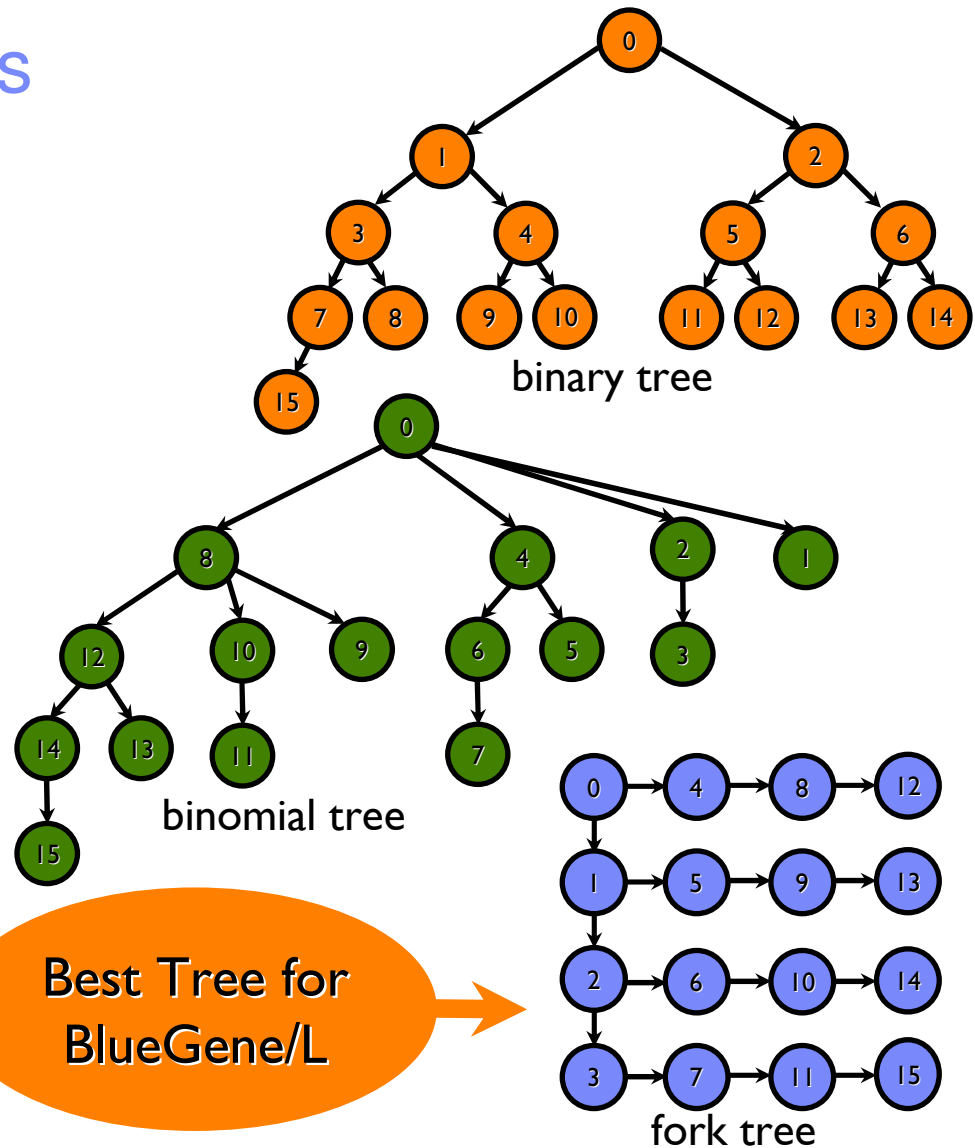 s
0
1 2
3 4 5 6
7 8 9 10 11 12 13 14
binary tree
15
0
8 4 2 1
12 10 9 6 5 3
14 13 11 7
binomial tree
15
0 4 8 12
1 5 9 13
2 6 10 14
3 7 11 15
fork tree
Best Tree for
BlueGene/L